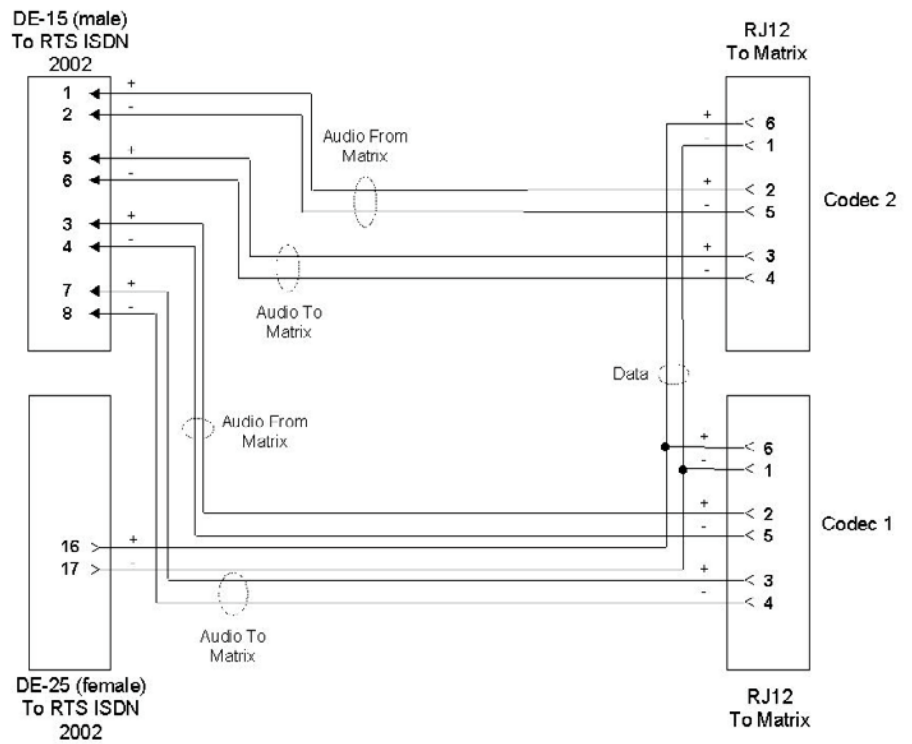 DE-15 (male)
To RTS ISDN
2002
1 +
2 -
5 +
6 -
3 +
4 -
7 +
8 -
Audio From
Matrix
Audio To
Matrix
RJ12
To Matrix
+ 6
- 1
+ 2
- 5
+ 3
- 4
Codec 2
Data
Audio From
Matrix
16 +
17 -
Audio To
Matrix
DE-25 (female)
To RTS ISDN
2002
+ 6
- 1
+ 2
- 5
+ 3
- 4
Codec 1
RJ12
To Matrix